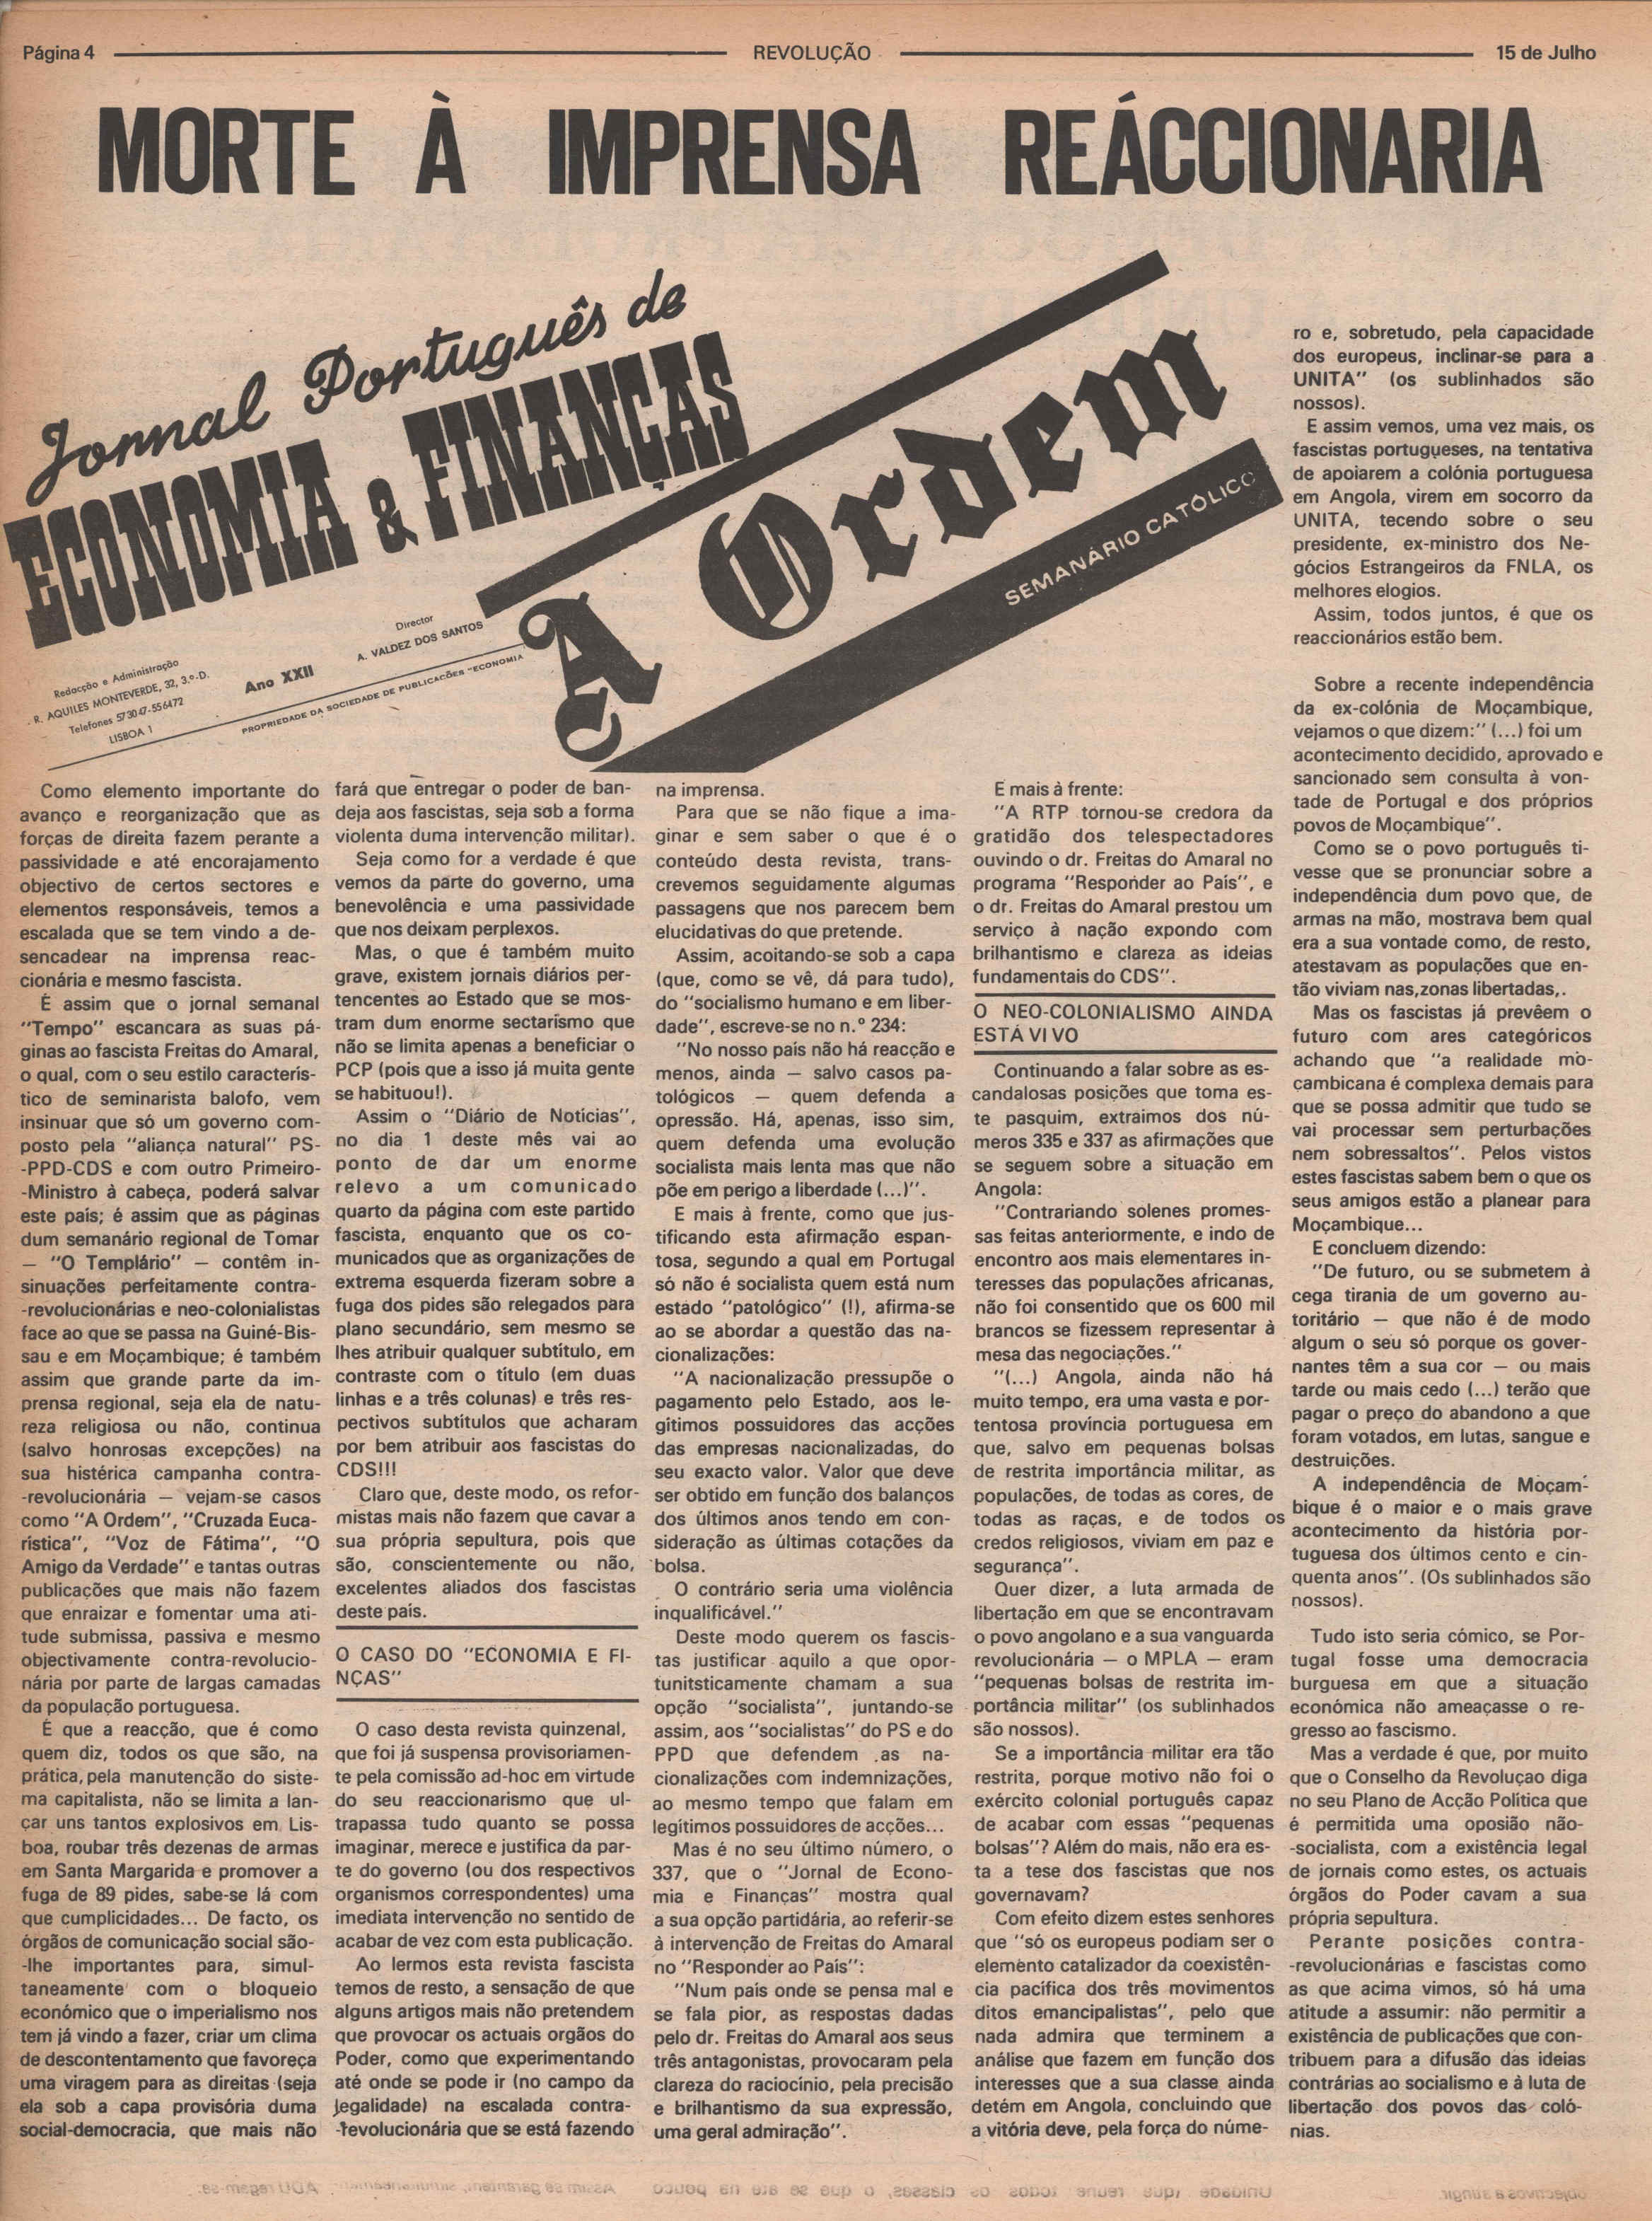 Página 4
REVOLUÇÃO
15 de Julho
MORTE À IMPRENSA REÁCCIONARIA
Jornal Português de
ECONOMIA & FINANÇAS
Redacção e Administração
R. AQUILES MONTEVERDE, 32, 3.º-D.
Telefones 573047-556472
LISBOA 1
Ano XXII
Director
A. VALDEZ DOS SANTOS
PROPRIEDADE DA SOCIEDADE DE PUBLICAÇÕES "ECONOMIA
A Ordem
SEMANÁRIO CATÓLICO
Como elemento importante do
avanço e reorganização que as
forças de direita fazem perante a
passividade e até encorajamento
objectivo de certos sectores e
elementos responsáveis, temos a
escalada que se tem vindo a de-
sencadear na imprensa reac-
cionária e mesmo fascista.
É assim que o jornal semanal
"Tempo" escancara as suas pá-
ginas ao fascista Freitas do Amaral,
o qual, com o seu estilo caracterís-
tico de seminarista balofo, vem
insinuar que só um governo com-
posto pela "aliança natural" PS-
-PPD-CDS e com outro Primeiro-
-Ministro à cabeça, poderá salvar
este país; é assim que as páginas
dum semanário regional de Tomar
— "O Templário" — contêm in-
sinuações perfeitamente contra-
-revolucionárias e neo-colonialistas
face ao que se passa na Guiné-Bis-
sau e em Moçambique; é também
assim que grande parte da im-
prensa regional, seja ela de natu-
reza religiosa ou não, continua
(salvo honrosas excepções) na
sua histérica campanha contra-
-revolucionária — vejam-se casos
como "A Ordem", "Cruzada Euca-
rística", "Voz de Fátima", "O
Amigo da Verdade" e tantas outras
publicações que mais não fazem
que enraizar e fomentar uma ati-
tude submissa, passiva e mesmo
objectivamente contra-revolucio-
nária por parte de largas camadas
da população portuguesa.
É que a reacção, que é como
quem diz, todos os que são, na
prática, pela manutenção do siste-
ma capitalista, não se limita a lan-
çar uns tantos explosivos em Lis-
boa, roubar três dezenas de armas
em Santa Margarida e promover a
fuga de 89 pides, sabe-se lá com
que cumplicidades... De facto, os
órgãos de comunicação social são-
-lhe importantes para, simul-
taneamente com o bloqueio
económico que o imperialismo nos
tem já vindo a fazer, criar um clima
de descontentamento que favoreça
uma viragem para as direitas (seja
ela sob a capa provisória duma
social-democracia, que mais não
fará que entregar o poder de ban-
deja aos fascistas, seja sob a forma
violenta duma intervenção militar).
Seja como for a verdade é que
vemos da parte do governo, uma
benevolência e uma passividade
que nos deixam perplexos.
Mas, o que é também muito
grave, existem jornais diários per-
tencentes ao Estado que se mos-
tram dum enorme sectarismo que
não se limita apenas a beneficiar o
PCP (pois que a isso já muita gente
se habituou!).
Assim o "Diário de Notícias",
no dia 1 deste mês vai ao
ponto de dar um enorme
relevo a um comunicado
quarto da página com este partido
fascista, enquanto que os co-
municados que as organizações de
extrema esquerda fizeram sobre a
fuga dos pides são relegados para
plano secundário, sem mesmo se
lhes atribuir qualquer subtítulo, em
contraste com o título (em duas
linhas e a três colunas) e três res-
pectivos subtítulos que acharam
por bem atribuir aos fascistas do
CDS!!!
Claro que, deste modo, os refor-
mistas mais não fazem que cavar a
sua própria sepultura, pois que
são, conscientemente ou não,
excelentes aliados dos fascistas
deste país.
O CASO DO "ECONOMIA E FI-
NÇAS"
O caso desta revista quinzenal,
que foi já suspensa provisoriamen-
te pela comissão ad-hoc em virtude
do seu reaccionarismo que ul-
trapassa tudo quanto se possa
imaginar, merece e justifica da par-
te do governo (ou dos respectivos
organismos correspondentes) uma
imediata intervenção no sentido de
acabar de vez com esta publicação.
Ao lermos esta revista fascista
temos de resto, a sensação de que
alguns artigos mais não pretendem
que provocar os actuais orgãos do
Poder, como que experimentando
até onde se pode ir (no campo da
legalidade) na escalada contra-
-revolucionária que se está fazendo
na imprensa.
Para que se não fique a ima-
ginar e sem saber o que é o
conteúdo desta revista, trans-
crevemos seguidamente algumas
passagens que nos parecem bem
elucidativas do que pretende.
Assim, acoitando-se sob a capa
(que, como se vê, dá para tudo),
do "socialismo humano e em liber-
dade", escreve-se no n.º 234:
"No nosso país não há reacção e
menos, ainda — salvo casos pa-
tológicos — quem defenda a
opressão. Há, apenas, isso sim,
quem defenda uma evolução
socialista mais lenta mas que não
põe em perigo a liberdade (...)".
E mais à frente, como que jus-
tificando esta afirmação espan-
tosa, segundo a qual em Portugal
só não é socialista quem está num
estado "patológico" (!), afirma-se
ao se abordar a questão das na-
cionalizações:
"A nacionalização pressupõe o
pagamento pelo Estado, aos le-
gítimos possuidores das acções
das empresas nacionalizadas, do
seu exacto valor. Valor que deve
ser obtido em função dos balanços
dos últimos anos tendo em con-
sideração as últimas cotações da
bolsa.
O contrário seria uma violência
inqualificável."
Deste modo querem os fascis-
tas justificar aquilo a que opor-
tunitsticamente chamam a sua
opção "socialista", juntando-se
assim, aos "socialistas" do PS e do
PPD que defendem as na-
cionalizações com indemnizações,
ao mesmo tempo que falam em
legítimos possuidores de acções...
Mas é no seu último número, o
337, que o "Jornal de Econo-
mia e Finanças" mostra qual
a sua opção partidária, ao referir-se
à intervenção de Freitas do Amaral
no "Responder ao País":
"Num país onde se pensa mal e
se fala pior, as respostas dadas
pelo dr. Freitas do Amaral aos seus
três antagonistas, provocaram pela
clareza do raciocínio, pela precisão
e brilhantismo da sua expressão,
uma geral admiração".
E mais à frente:
"A RTP tornou-se credora da
gratidão dos telespectadores
ouvindo o dr. Freitas do Amaral no
programa "Responder ao País", e
o dr. Freitas do Amaral prestou um
serviço à nação expondo com
brilhantismo e clareza as ideias
fundamentais do CDS".
O NEO-COLONIALISMO AINDA
ESTÁ VIVO
Continuando a falar sobre as es-
candalosas posições que toma es-
te pasquim, extraimos dos nú-
meros 335 e 337 as afirmações que
se seguem sobre a situação em
Angola:
"Contrariando solenes promes-
sas feitas anteriormente, e indo de
encontro aos mais elementares in-
teresses das populações africanas,
não foi consentido que os 600 mil
brancos se fizessem representar à
mesa das negociações."
"(...) Angola, ainda não há
muito tempo, era uma vasta e por-
tentosa província portuguesa em
que, salvo em pequenas bolsas
de restrita importância militar, as
populações, de todas as cores, de
todas as raças, e de todos os
credos religiosos, viviam em paz e
segurança".
Quer dizer, a luta armada de
libertação em que se encontravam
o povo angolano e a sua vanguarda
revolucionária — o MPLA — eram
"pequenas bolsas de restrita im-
portância militar" (os sublinhados
são nossos).
Se a importância militar era tão
restrita, porque motivo não foi o
exército colonial português capaz
de acabar com essas "pequenas
bolsas"? Além do mais, não era es-
ta a tese dos fascistas que nos
governavam?
Com efeito dizem estes senhores
que "só os europeus podiam ser o
elemento catalizador da coexistên-
cia pacífica dos três movimentos
ditos emancipalistas", pelo que
nada admira que terminem a
análise que fazem em função dos
interesses que a sua classe ainda
detém em Angola, concluindo que
a vitória deve, pela força do núme-
ro e, sobretudo, pela capacidade
dos europeus, inclinar-se para a
UNITA" (os sublinhados são
nossos).
E assim vemos, uma vez mais, os
fascistas portugueses, na tentativa
de apoiarem a colónia portuguesa
em Angola, virem em socorro da
UNITA, tecendo sobre o seu
presidente, ex-ministro dos Ne-
gócios Estrangeiros da FNLA, os
melhores elogios.
Assim, todos juntos, é que os
reaccionários estão bem.
Sobre a recente independência
da ex-colónia de Moçambique,
vejamos o que dizem:" (...) foi um
acontecimento decidido, aprovado e
sancionado sem consulta à von-
tade de Portugal e dos próprios
povos de Moçambique".
Como se o povo português ti-
vesse que se pronunciar sobre a
independência dum povo que, de
armas na mão, mostrava bem qual
era a sua vontade como, de resto,
atestavam as populações que en-
tão viviam nas,zonas libertadas,.
Mas os fascistas já prevêem o
futuro com ares categóricos
achando que "a realidade mo-
çambicana é complexa demais para
que se possa admitir que tudo se
vai processar sem perturbações
nem sobressaltos". Pelos vistos
estes fascistas sabem bem o que os
seus amigos estão a planear para
Moçambique...
E concluem dizendo:
"De futuro, ou se submetem à
cega tirania de um governo au-
toritário — que não é de modo
algum o seu só porque os gover-
nantes têm a sua cor — ou mais
tarde ou mais cedo (...) terão que
pagar o preço do abandono a que
foram votados, em lutas, sangue e
destruições.
A independência de Moçam-
bique é o maior e o mais grave
acontecimento da história por-
tuguesa dos últimos cento e cin-
quenta anos". (Os sublinhados são
nossos).
Tudo isto seria cómico, se Por-
tugal fosse uma democracia
burguesa em que a situação
económica não ameaçasse o re-
gresso ao fascismo.
Mas a verdade é que, por muito
que o Conselho da Revoluçao diga
no seu Plano de Acção Política que
é permitida uma oposição não-
-socialista, com a existência legal
de jornais como estes, os actuais
órgãos do Poder cavam a sua
própria sepultura.
Perante posições contra-
-revolucionárias e fascistas como
as que acima vimos, só há uma
atitude a assumir: não permitir a
existência de publicações que con-
tribuem para a difusão das ideias
contrárias ao socialismo e à luta de
libertação dos povos das coló-
nias.